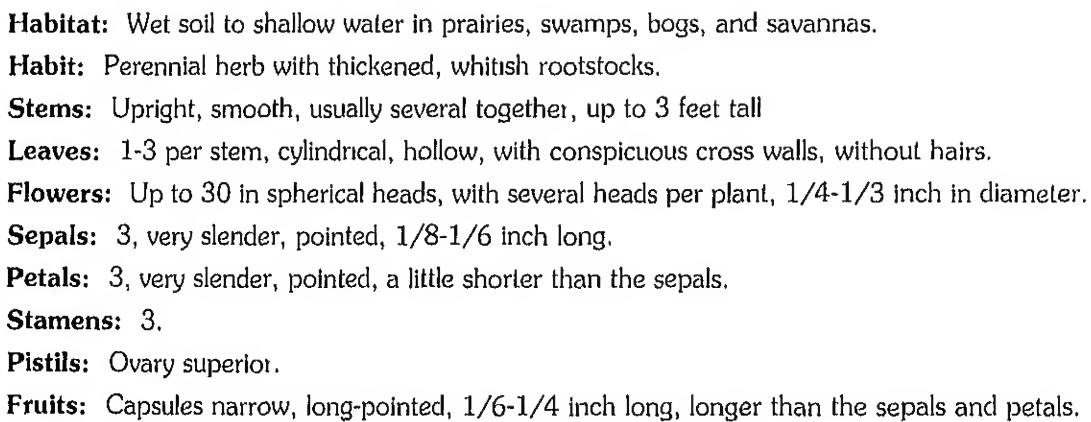 Habitat: Wet soil to shallow water in prairies, swamps, bogs, and savannas.
Habit: Perennial herb with thickened, whitish rootstocks.
Stems: Upright, smooth, usually several together, up to 3 feet tall
Leaves: 1-3 per stem, cylindrical, hollow, with conspicuous cross walls, without hairs.
Flowers: Up to 30 in spherical heads, with several heads per plant, 1/4-1/3 inch in diameter.
Sepals: 3, very slender, pointed, 1/8-1/6 inch long.
Petals: 3, very slender, pointed, a little shorter than the sepals.
Stamens: 3.
Pistils: Ovary superior.
Fruits: Capsules narrow, long-pointed, 1/6-1/4 inch long, longer than the sepals and petals.